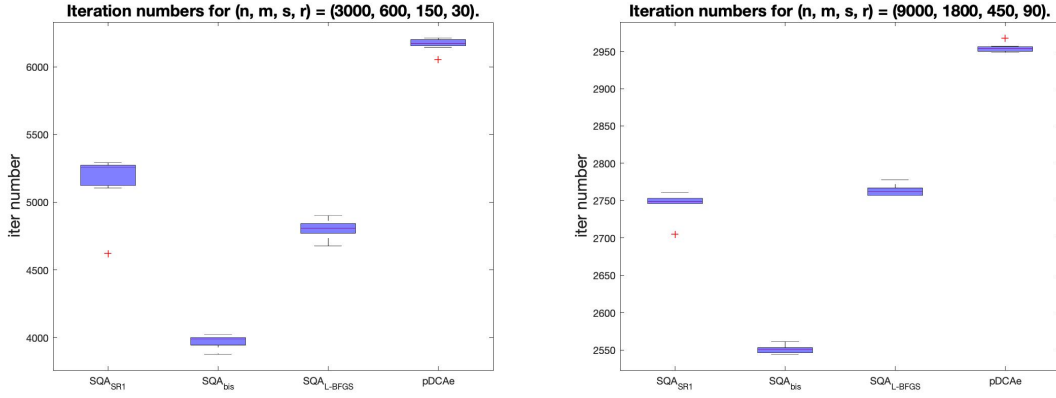 Iteration numbers for (n, m, s, r) = (3000, 600, 150, 30).
6000
5500
5000
4500
4000
iter number
SQA_SR1 SQA_bis SQA_L-BFGS pDCAe
Iteration numbers for (n, m, s, r) = (9000, 1800, 450, 90).
2950
2900
2850
2800
2750
2700
2650
2600
2550
iter number
SQA_SR1 SQA_bis SQA_L-BFGS pDCAe